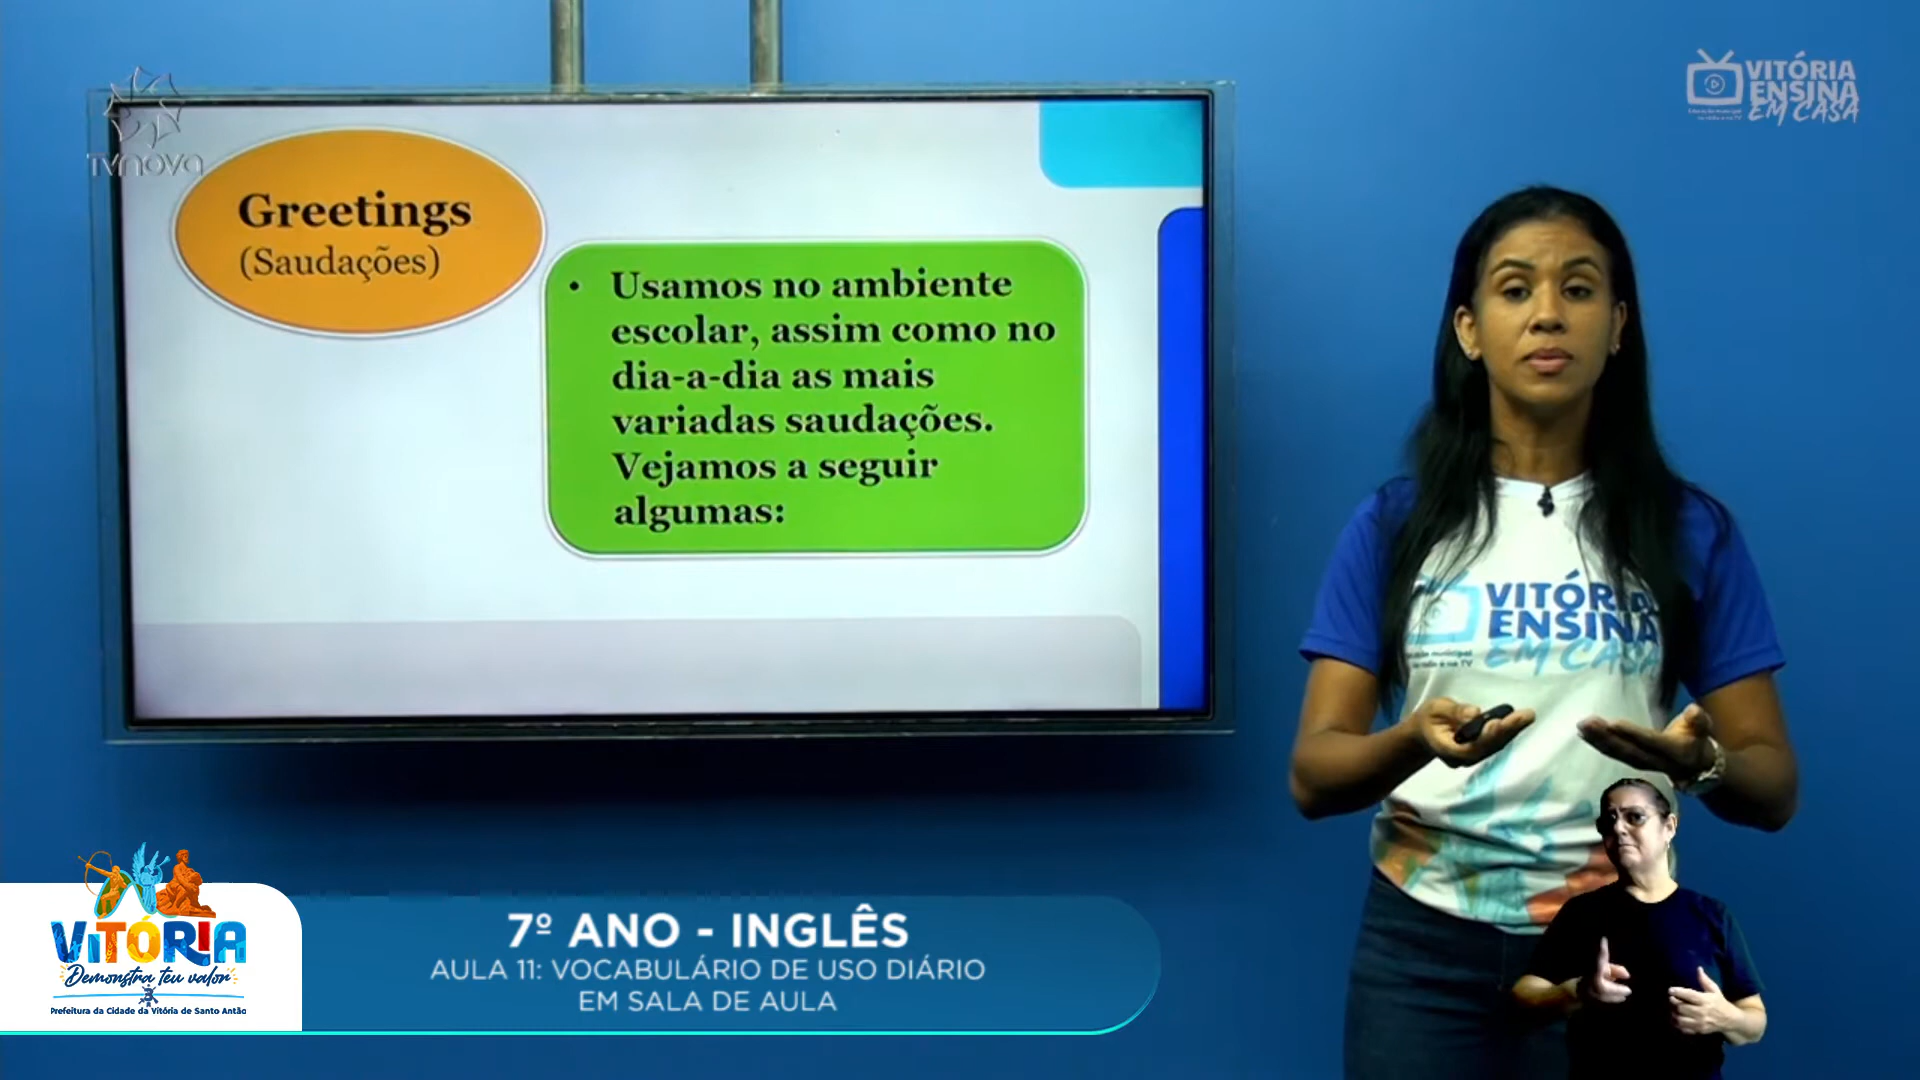 TVNOVA
VITÓRIA
ENSINA
EM CASA
Greetings
(Saudações)
• Usamos no ambiente
escolar, assim como no
dia-a-dia as mais
variadas saudações.
Vejamos a seguir
algumas:
VITÓRIA
ENSINA
EM CASA
VITÓRIA
Demonstra teu valor
Prefeitura da Cidade da Vitória de Santo Antão
7º ANO - INGLÊS
AULA 11: VOCABULÁRIO DE USO DIÁRIO
EM SALA DE AULA